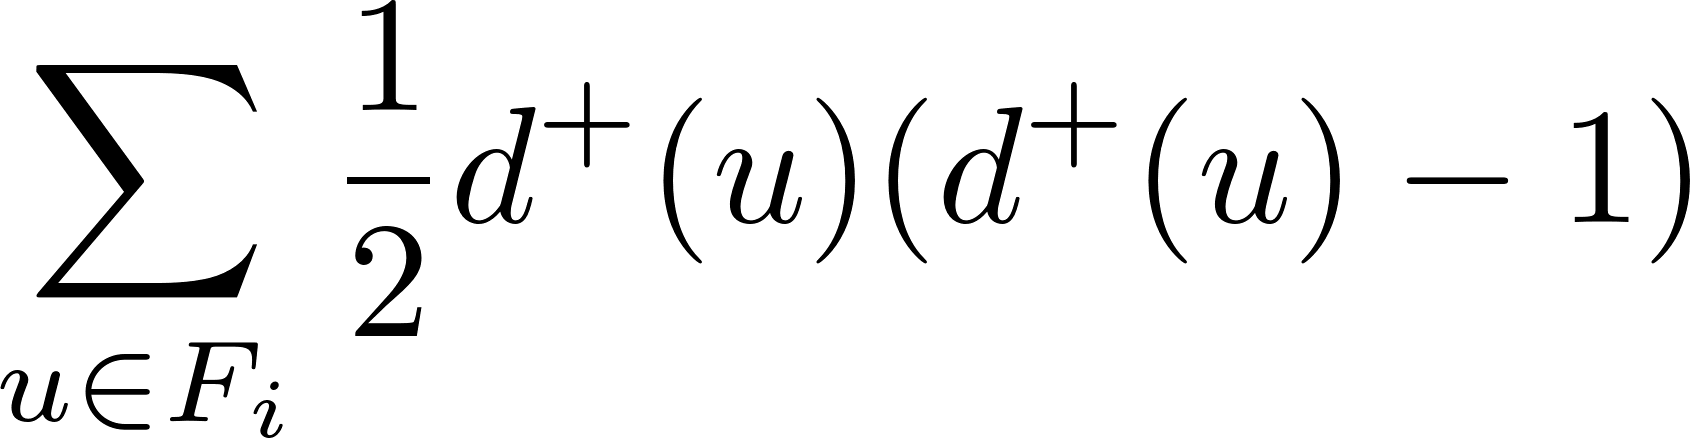 \sum_{u \in F_i} \frac{1}{2} d^+(u)(d^+(u) - 1)